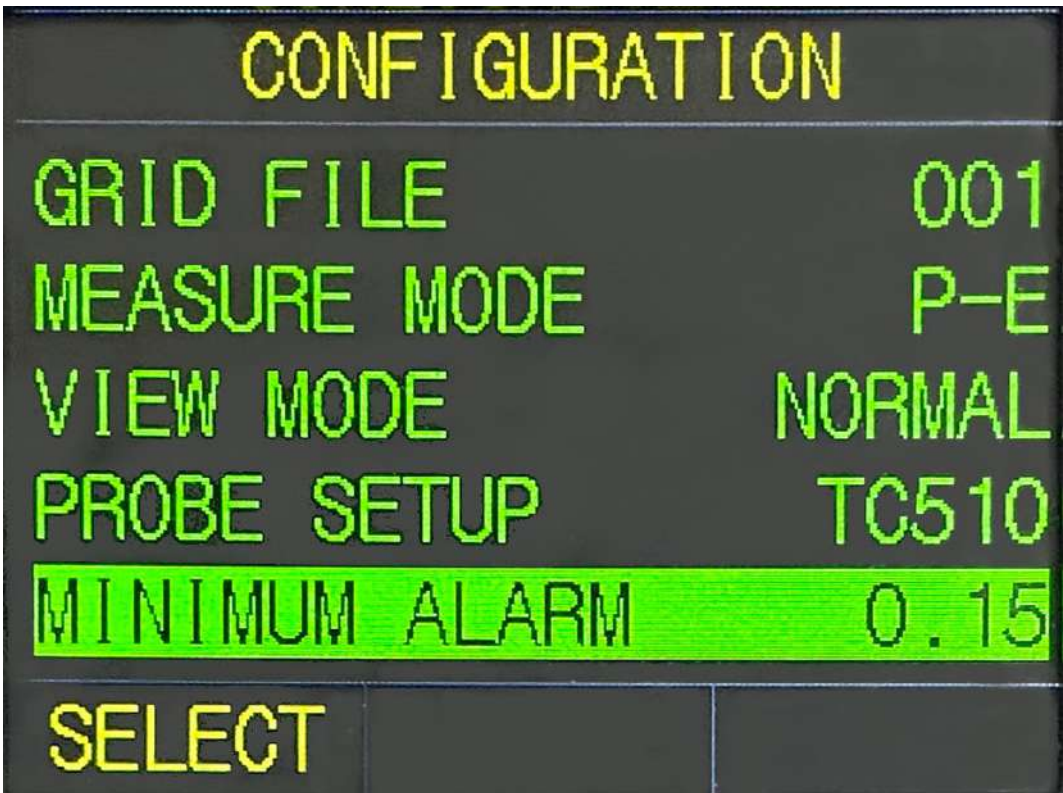 CONFIGURATION
GRID FILE 001
MEASURE MODE P-E
VIEW MODE NORMAL
PROBE SETUP TC510
MINIMUM ALARM 0.15
SELECT